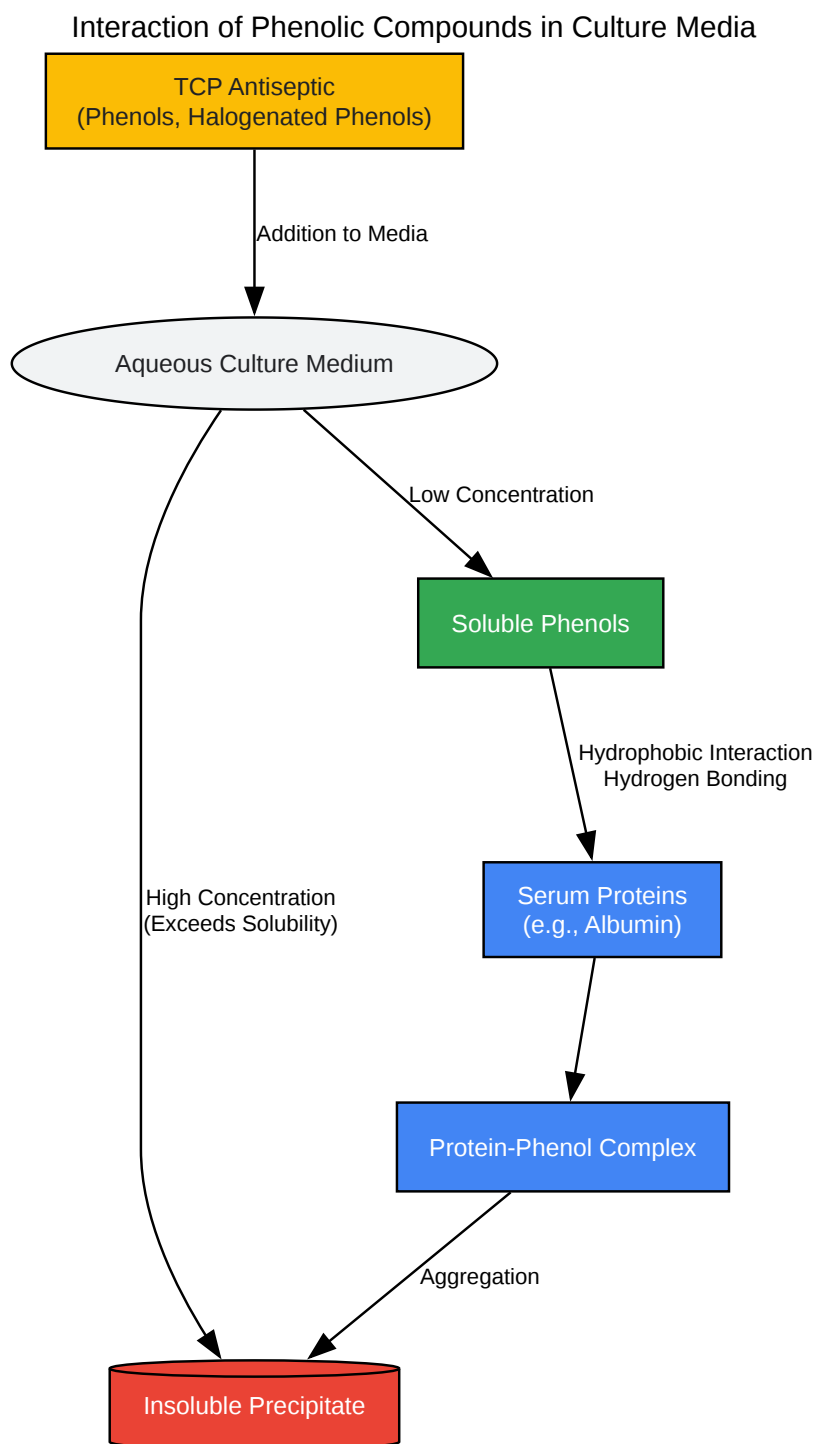 Interaction of Phenolic Compounds in Culture Media
TCP Antiseptic
(Phenols, Halogenated Phenols)
Addition to Media
Aqueous Culture Medium
Low Concentration
Soluble Phenols
Hydrophobic Interaction
Hydrogen Bonding
High Concentration
(Exceeds Solubility)
Serum Proteins
(e.g., Albumin)
Protein-Phenol Complex
Aggregation
Insoluble Precipitate